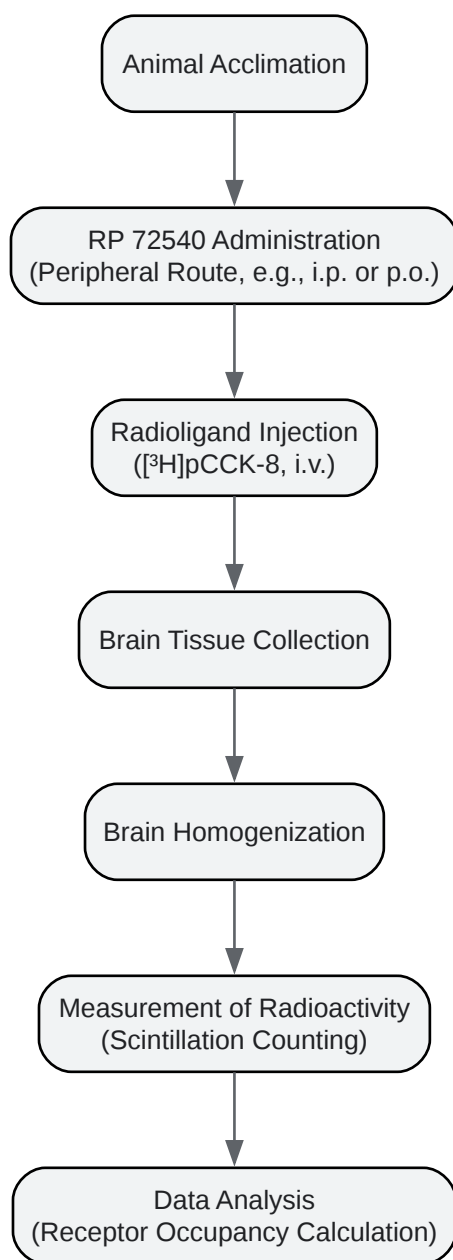 Animal Acclimation
RP 72540 Administration
(Peripheral Route, e.g., i.p. or p.o.)
Radioligand Injection
([³H]pCCK-8, i.v.)
Brain Tissue Collection
Brain Homogenization
Measurement of Radioactivity
(Scintillation Counting)
Data Analysis
(Receptor Occupancy Calculation)